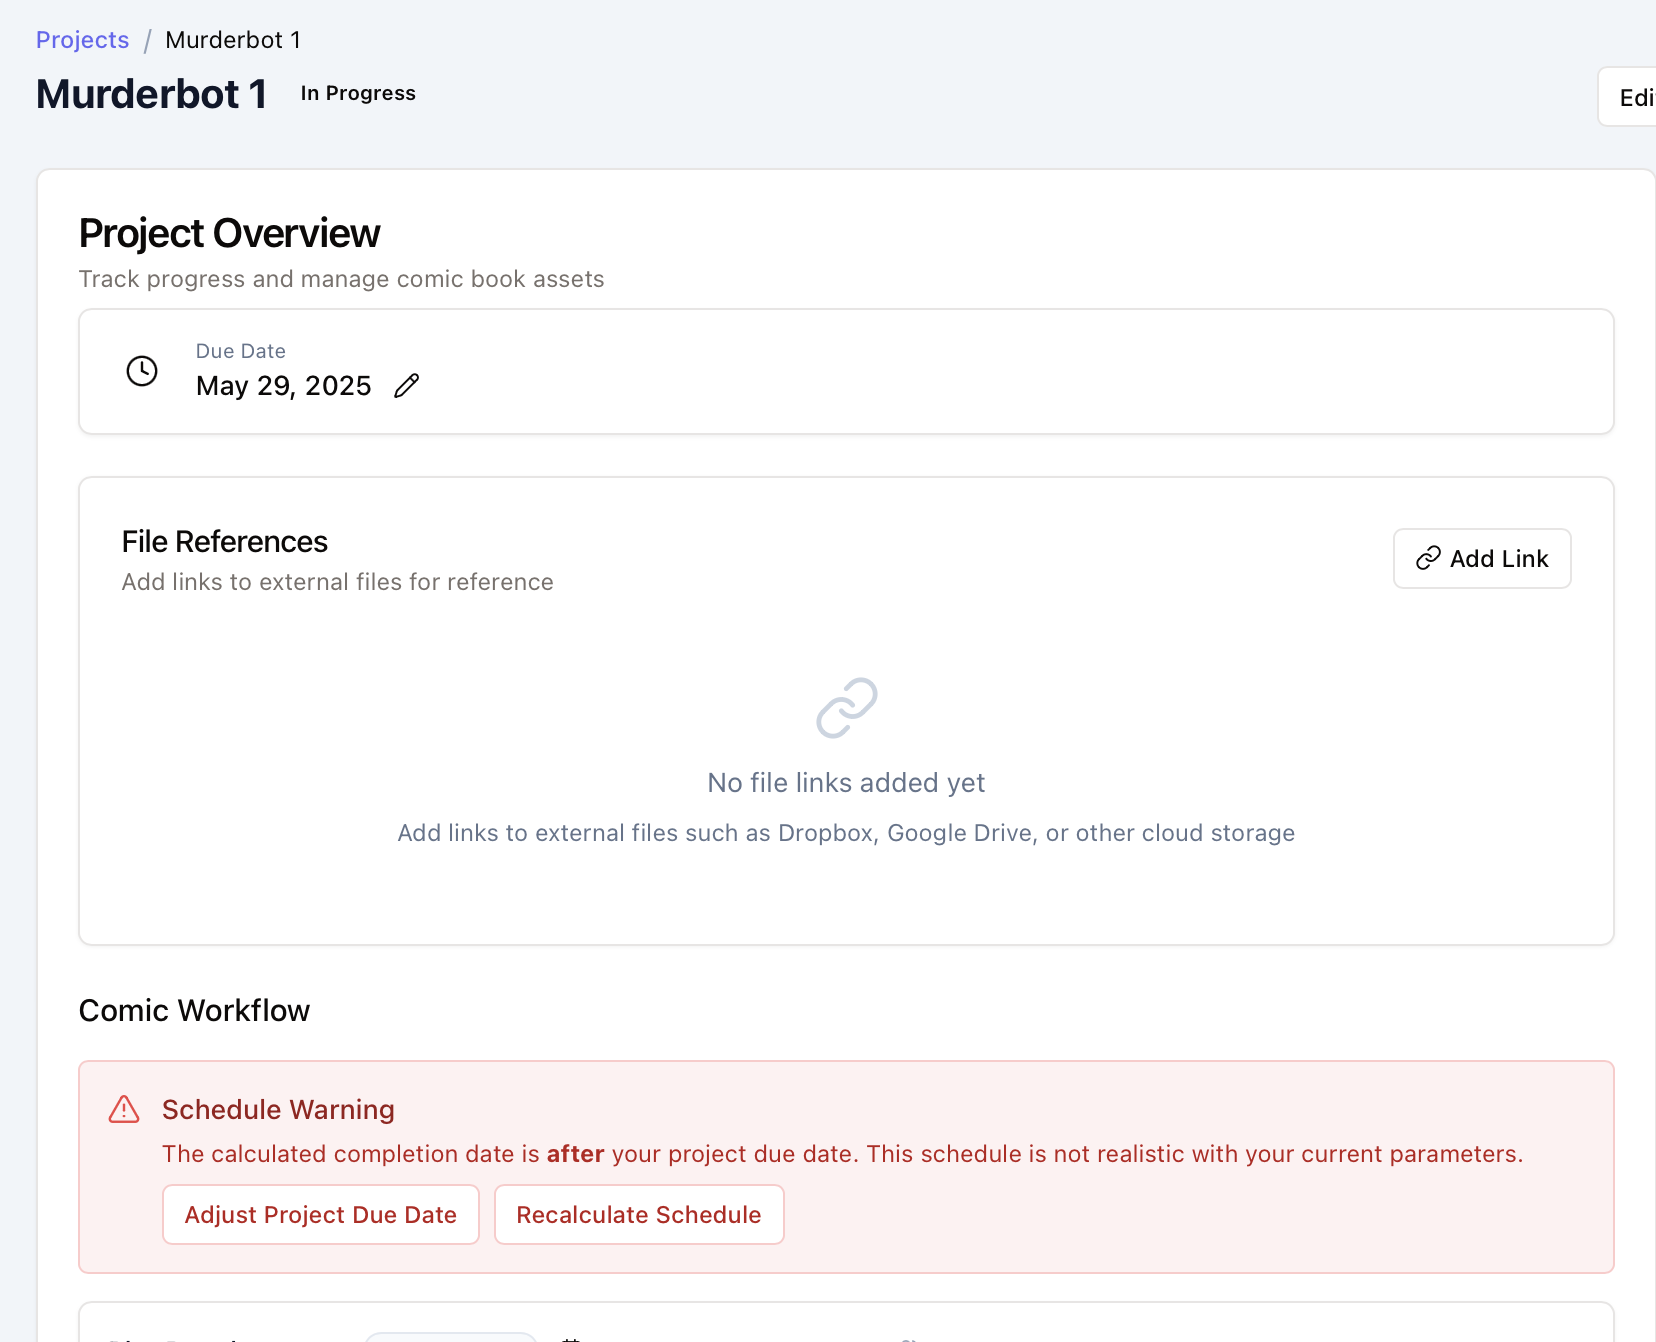 Projects / Murderbot 1
Murderbot 1 In Progress
Project Overview
Track progress and manage comic book assets
Due Date
May 29, 2025
File References
Add links to external files for reference
Add Link
No file links added yet
Add links to external files such as Dropbox, Google Drive, or other cloud storage
Comic Workflow
Schedule Warning
The calculated completion date is after your project due date. This schedule is not realistic with your current parameters.
Adjust Project Due Date
Recalculate Schedule